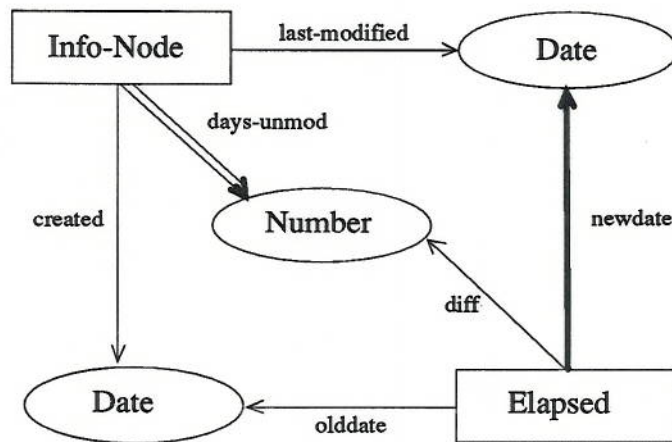 Info-Node
last-modified
Date
days-unmod
created
Number
newdate
diff
Date
olddate
Elapsed